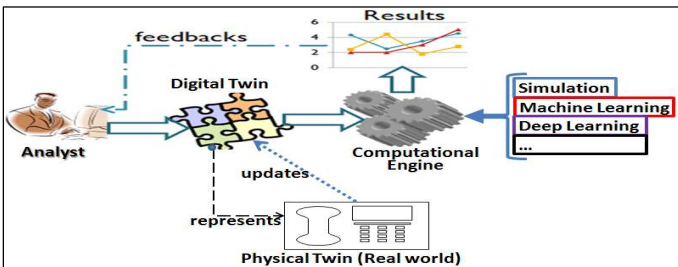 Results
6
4
2
0
feedbacks
Digital Twin
Analyst
Computational
Engine
Simulation
Machine Learning
Deep Learning
...
updates
represents
Physical Twin (Real world)